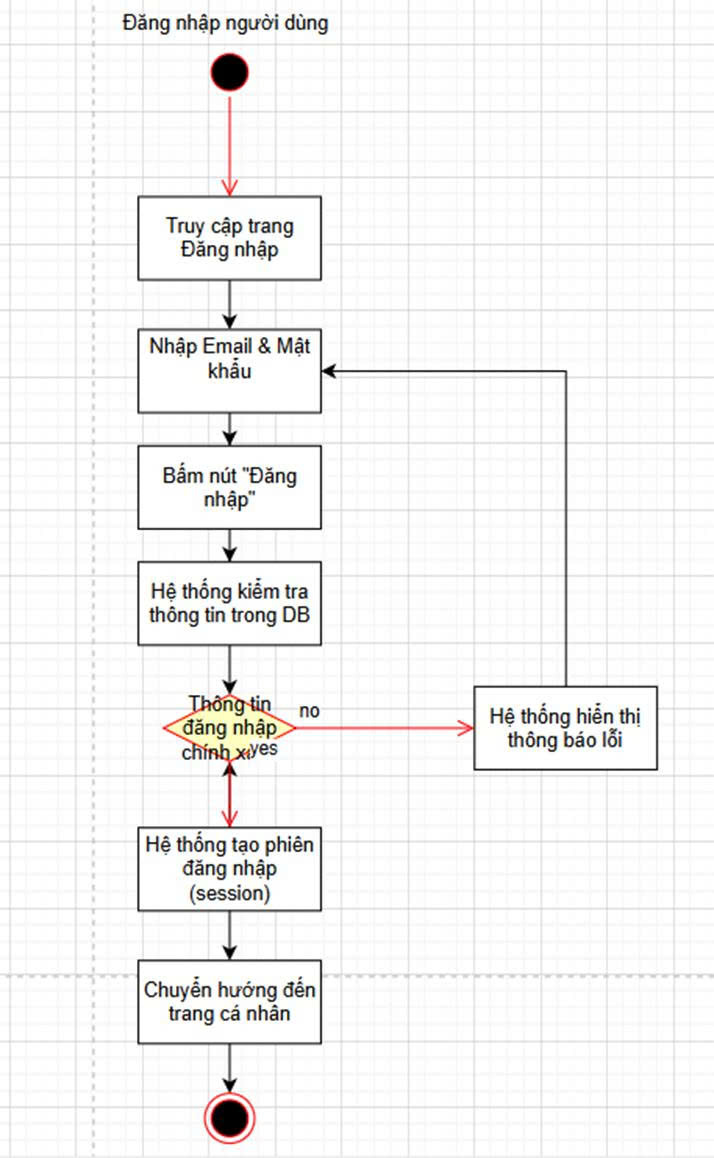 Đăng nhập người dùng
Truy cập trang
Đăng nhập
Nhập Email & Mật
khẩu
Bấm nút "Đăng
nhập"
Hệ thống kiểm tra
thông tin trong DB
Thông tin
đăng nhập
chính
no
yes
Hệ thống hiển thị
thông báo lỗi
Hệ thống tạo phiên
đăng nhập
(session)
Chuyển hướng đến
trang cá nhân